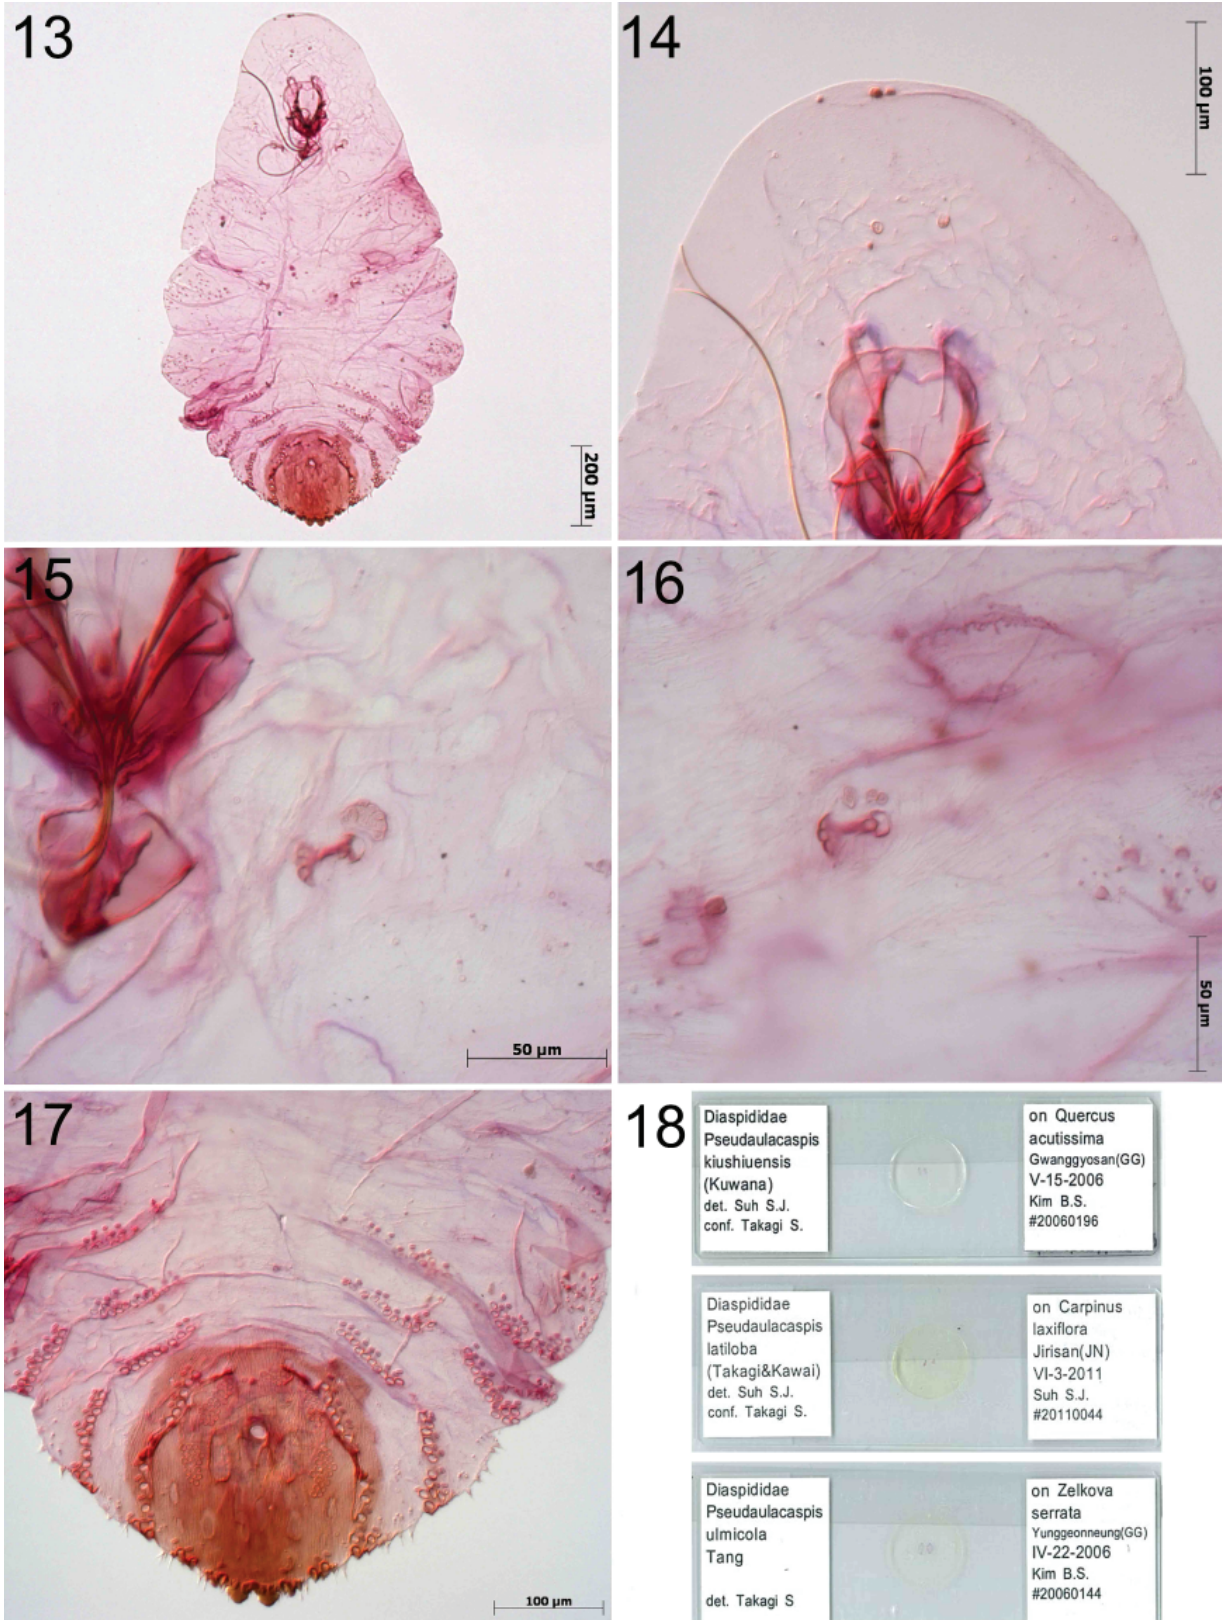 13
200 µm
14
100 µm
15
50 µm
16
50 µm
17
100 µm
18
Diaspididae
Pseudaulacaspis
kiushiuensis
(Kuwana)
det. Suh S.J.
conf. Takagi S.
on Quercus
acutissima
Gwanggyosan(GG)
V-15-2006
Kim B.S.
#20060196
Diaspididae
Pseudaulacaspis
latiloba
(Takagi&Kawai)
det. Suh S.J.
conf. Takagi S.
on Carpinus
laxiflora
Jirisan(JN)
VI-3-2011
Suh S.J.
#20110044
Diaspididae
Pseudaulacaspis
ulmicola
Tang
det. Takagi S
on Zelkova
serrata
Yunggeonneung(GG)
IV-22-2006
Kim B.S.
#20060144